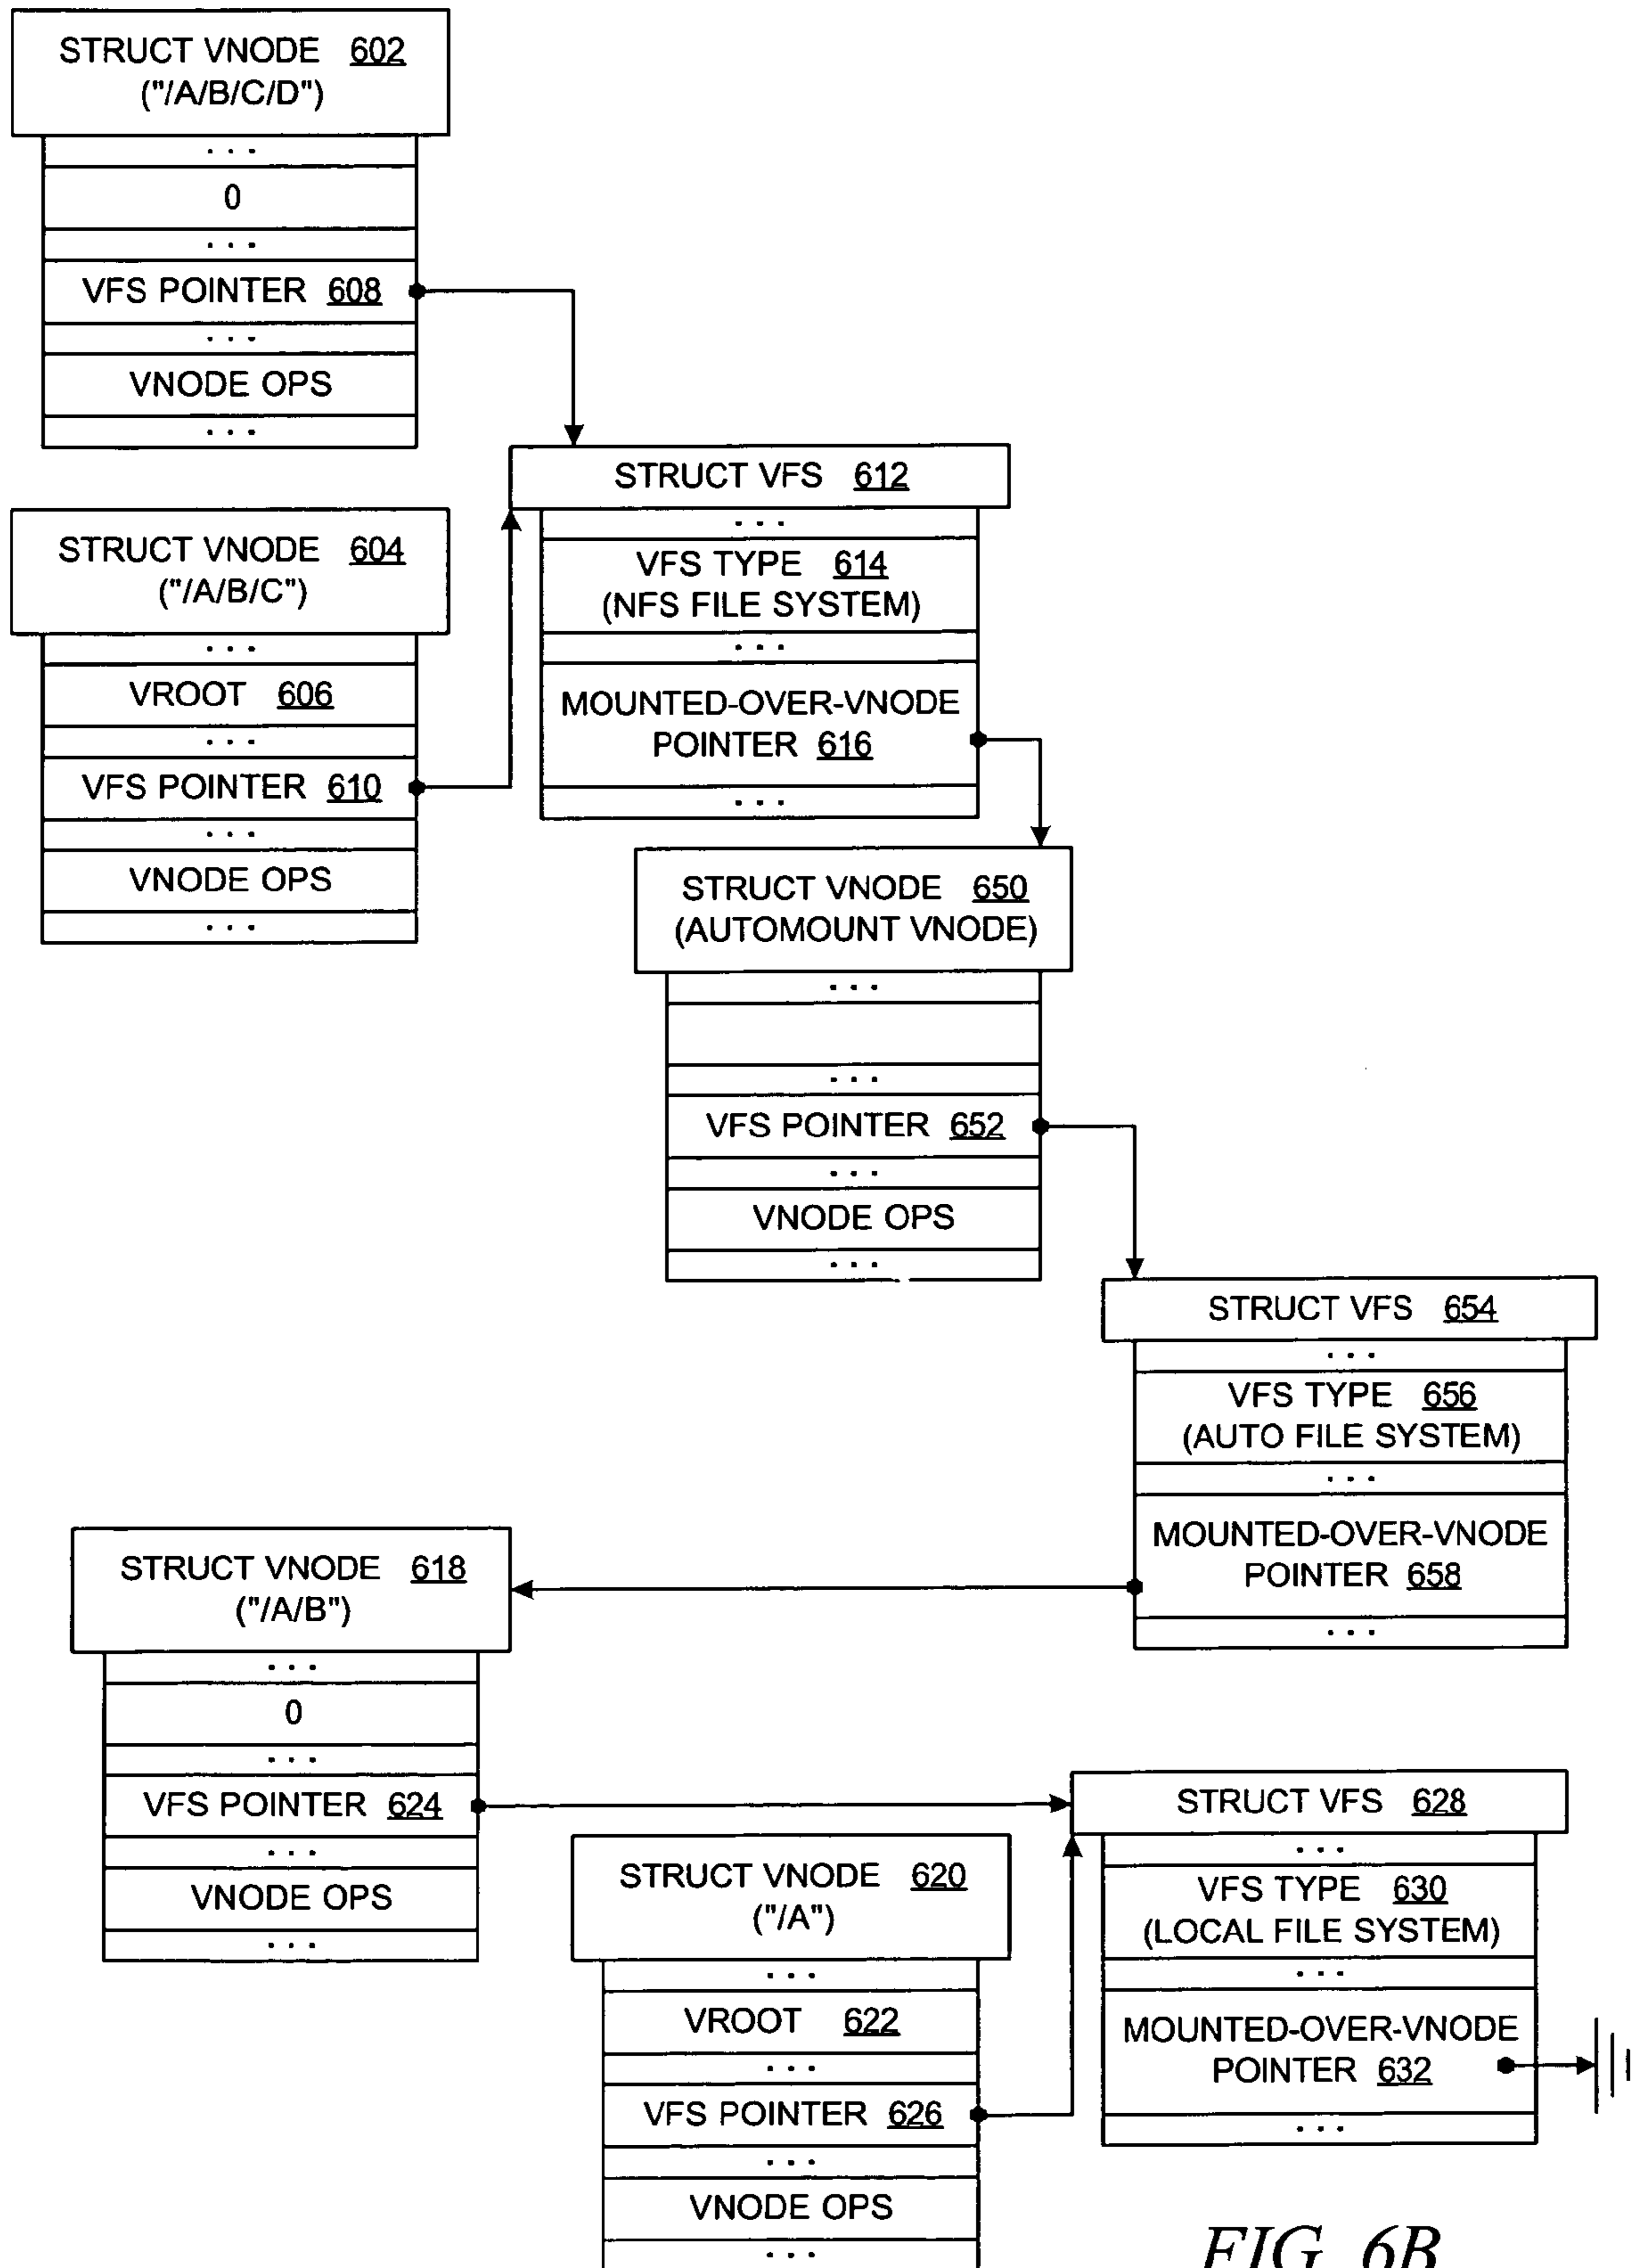 STRUCT VNODE 602
("/A/B/C/D")
. . .
0
. . .
VFS POINTER 608
. . .
VNODE OPS
. . .
STRUCT VNODE 604
("/A/B/C")
. . .
VROOT 606
. . .
VFS POINTER 610
. . .
VNODE OPS
. . .
STRUCT VFS 612
. . .
VFS TYPE 614
(NFS FILE SYSTEM)
. . .
MOUNTED-OVER-VNODE
POINTER 616
. . .
STRUCT VNODE 650
(AUTOMOUNT VNODE)
. . .
. . .
VFS POINTER 652
. . .
VNODE OPS
. . .
STRUCT VFS 654
. . .
VFS TYPE 656
(AUTO FILE SYSTEM)
. . .
MOUNTED-OVER-VNODE
POINTER 658
. . .
STRUCT VNODE 618
("/A/B")
. . .
0
. . .
VFS POINTER 624
. . .
VNODE OPS
. . .
STRUCT VNODE 620
("/A")
. . .
VROOT 622
. . .
VFS POINTER 626
. . .
VNODE OPS
. . .
STRUCT VFS 628
. . .
VFS TYPE 630
(LOCAL FILE SYSTEM)
. . .
MOUNTED-OVER-VNODE
POINTER 632
. . .
FIG. 6B